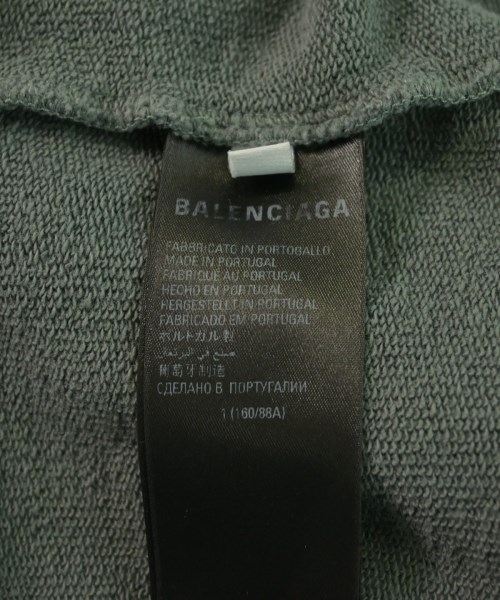 BALENCIAGA
FABBRICATO IN PORTOGALLO
MADE IN PORTUGAL
FABRIQUE AU PORTUGAL
HECHO EN PORTUGAL
HERGESTELLT IN PORTUGAL
FABRICADO EM PORTUGAL
ポルトガル製
صنع في البرتغال
葡萄牙制造
СДЕЛАНО В ПОРТУГАЛИИ
1 (160/88A)